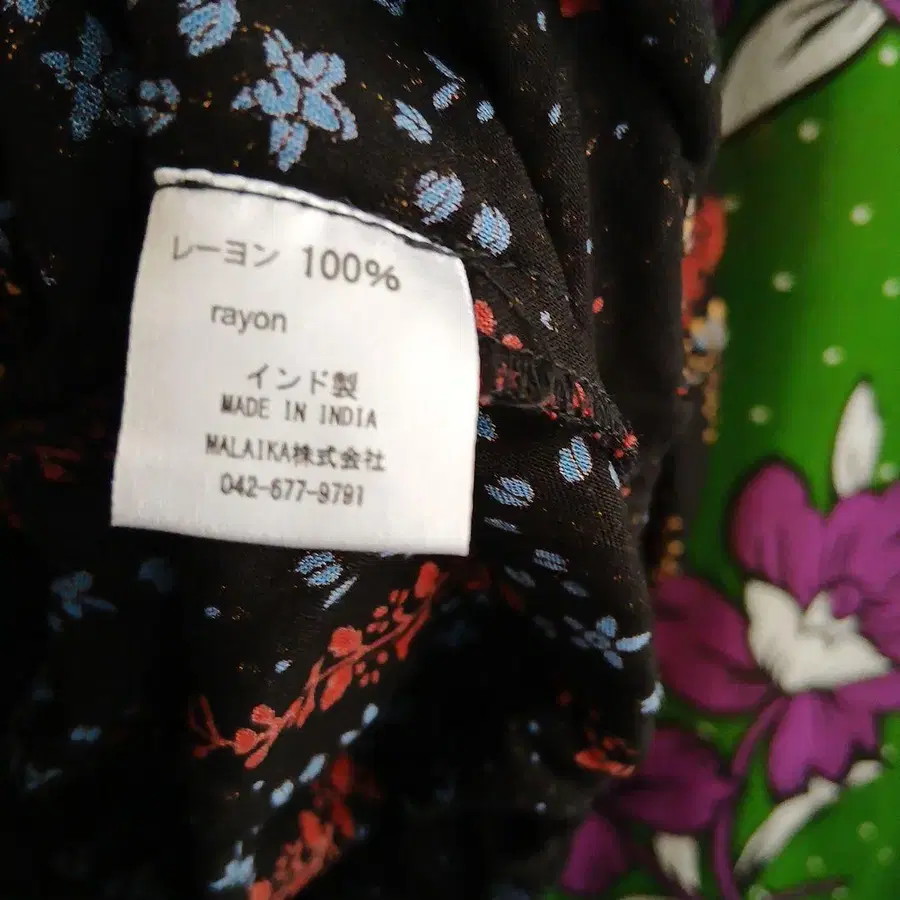 レーヨン 100%
rayon
インド製
MADE IN INDIA
MALAIKA株式会社
042-677-9791